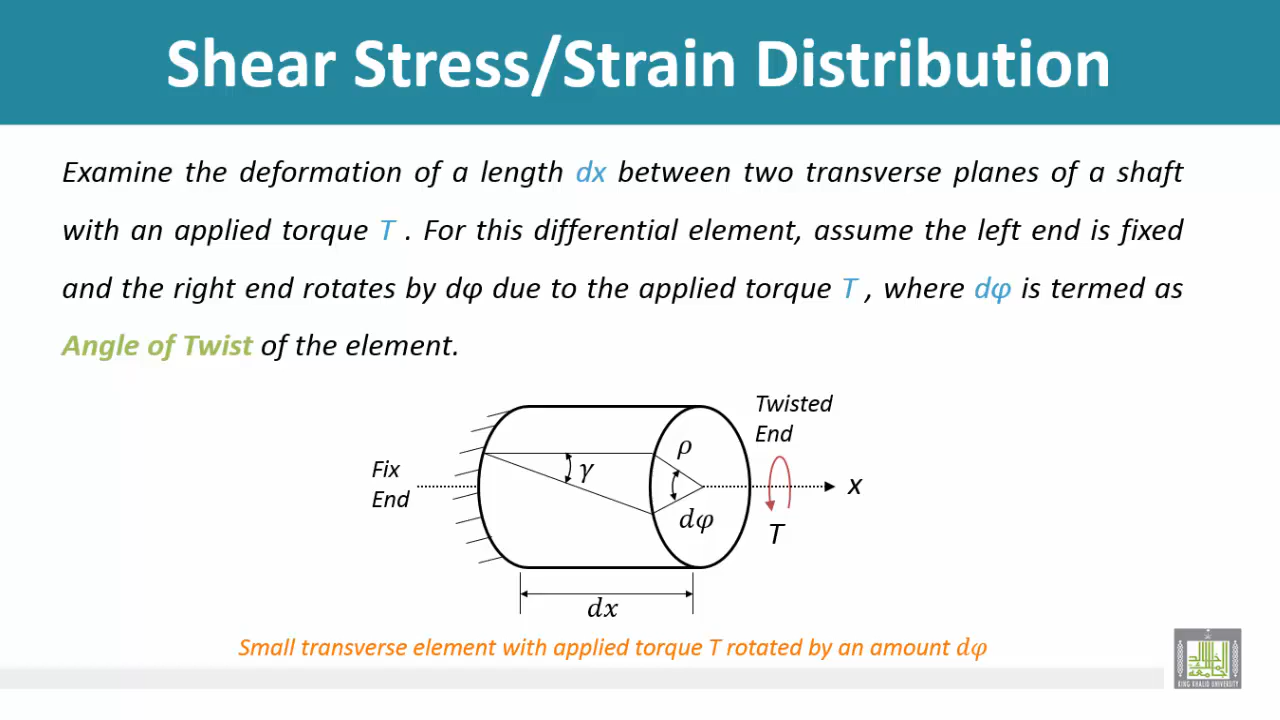 Shear Stress/Strain Distribution
Examine the deformation of a length dx between two transverse planes of a shaft
with an applied torque T . For this differential element, assume the left end is fixed
and the right end rotates by dφ due to the applied torque T , where dφ is termed as
Angle of Twist of the element.
Twisted
End
ρ
γ
Fix
End
x
dφ
T
dx
Small transverse element with applied torque T rotated by an amount dφ
KING KHALID UNIVERSITY